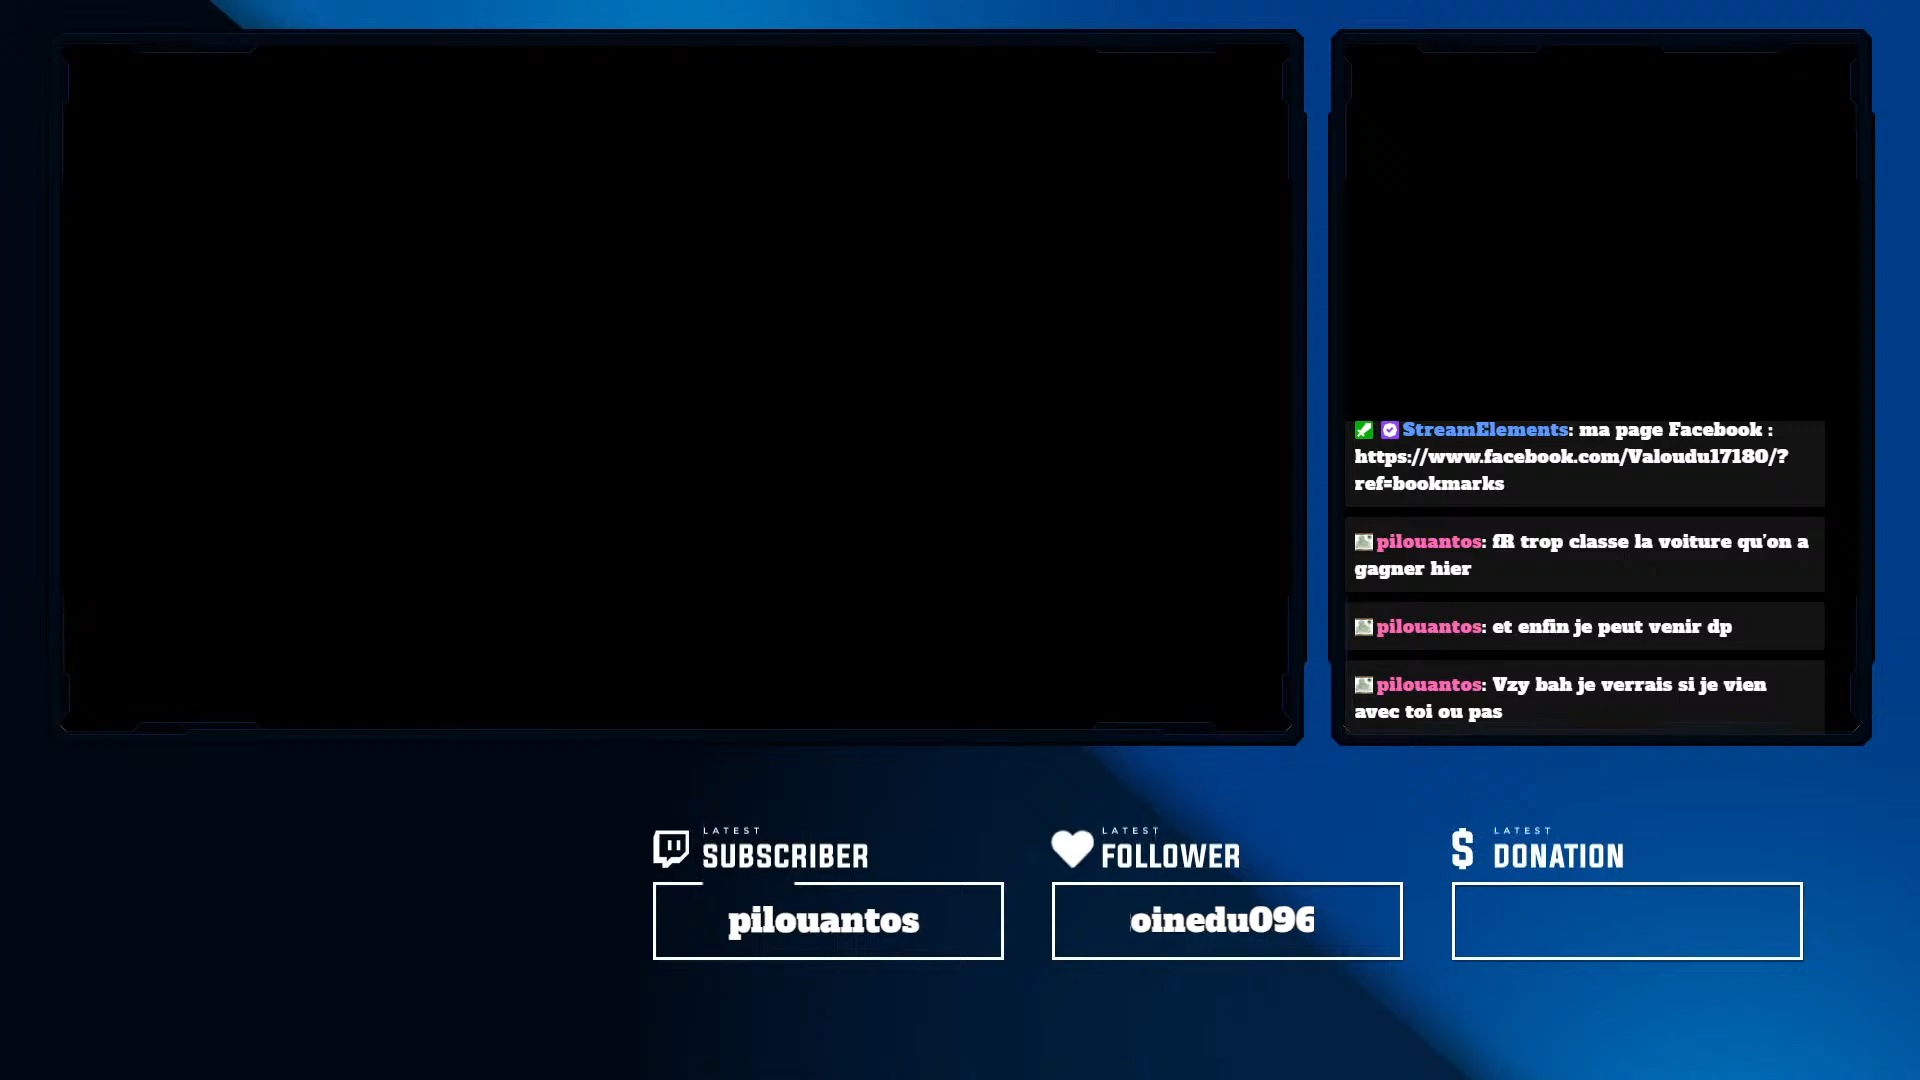 StreamElements: ma page Facebook :
https://www.facebook.com/Valoudu17180/?
ref=bookmarks
pilouantos: fR trop classe la voiture qu'on a
gagner hier
pilouantos: et enfin je peut venir dp
pilouantos: Vzy bah je verrais si je vien
avec toi ou pas
LATEST
SUBSCRIBER
pilouantos
LATEST
FOLLOWER
oinedu096
LATEST
DONATION